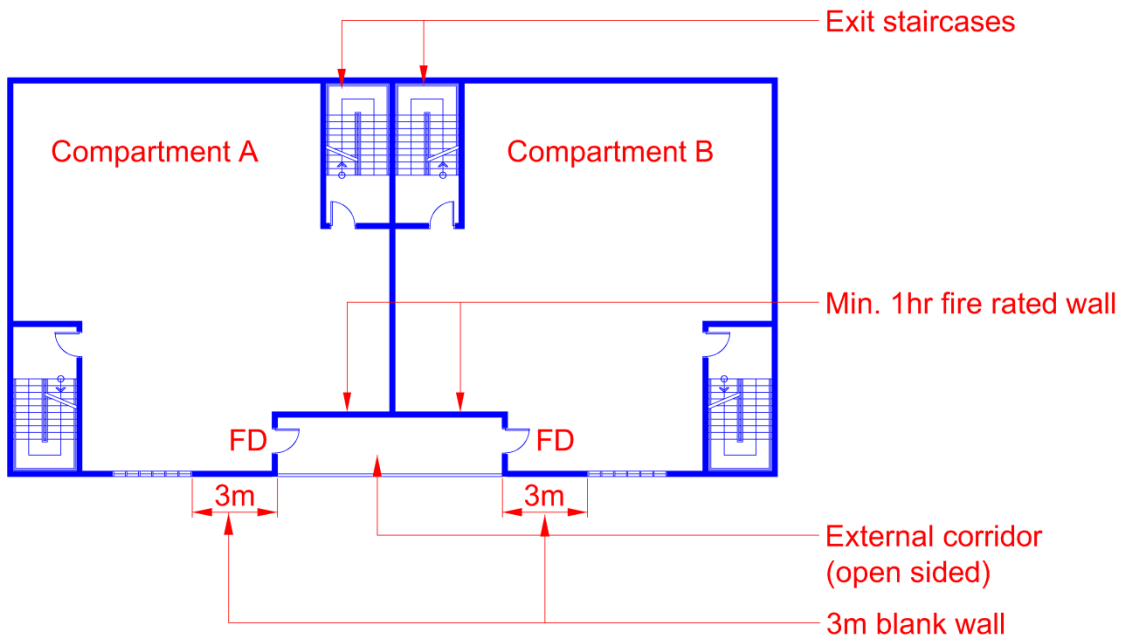 Exit staircases
Compartment A
Compartment B
Min. 1hr fire rated wall
FD
FD
3m
3m
External corridor
(open sided)
3m blank wall